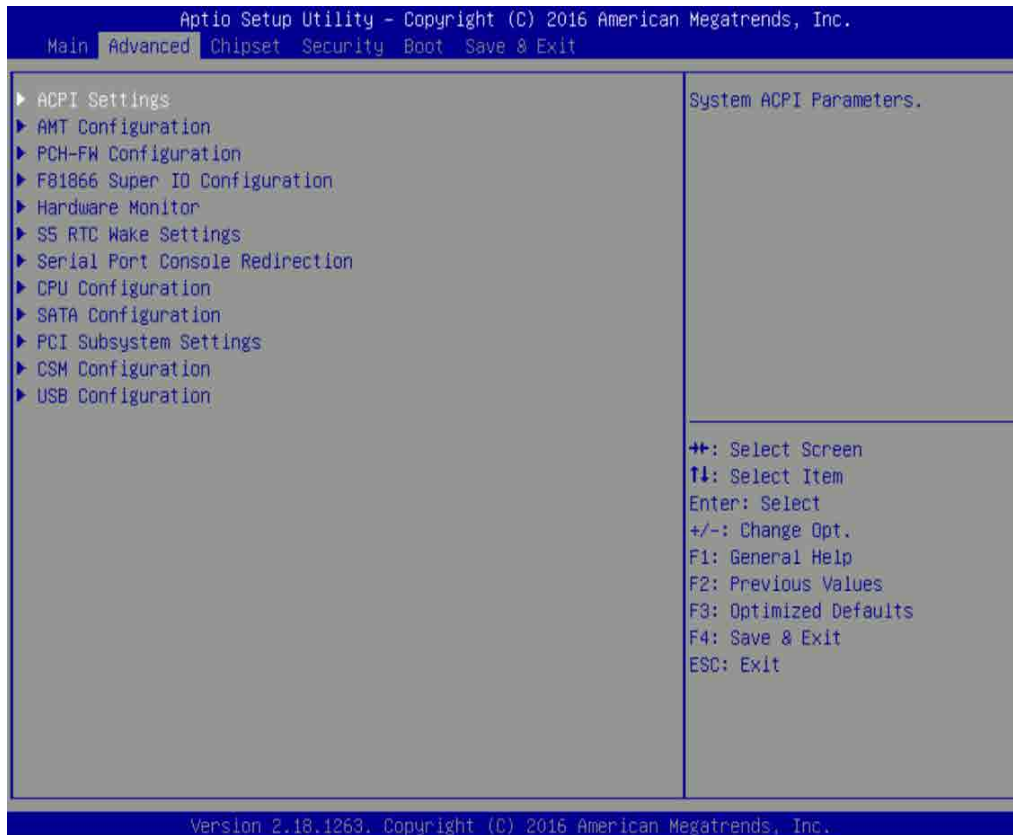 Aptio Setup Utility – Copyright (C) 2016 American Megatrends, Inc.
Main Advanced Chipset Security Boot Save & Exit
ACPI Settings
AMT Configuration
PCH-FW Configuration
F81866 Super IO Configuration
Hardware Monitor
S5 RTC Wake Settings
Serial Port Console Redirection
CPU Configuration
SATA Configuration
PCI Subsystem Settings
CSM Configuration
USB Configuration
System ACPI Parameters.
→←: Select Screen
↑↓: Select Item
Enter: Select
+/-: Change Opt.
F1: General Help
F2: Previous Values
F3: Optimized Defaults
F4: Save & Exit
ESC: Exit
Version 2.18.1263. Copyright (C) 2016 American Megatrends, Inc.